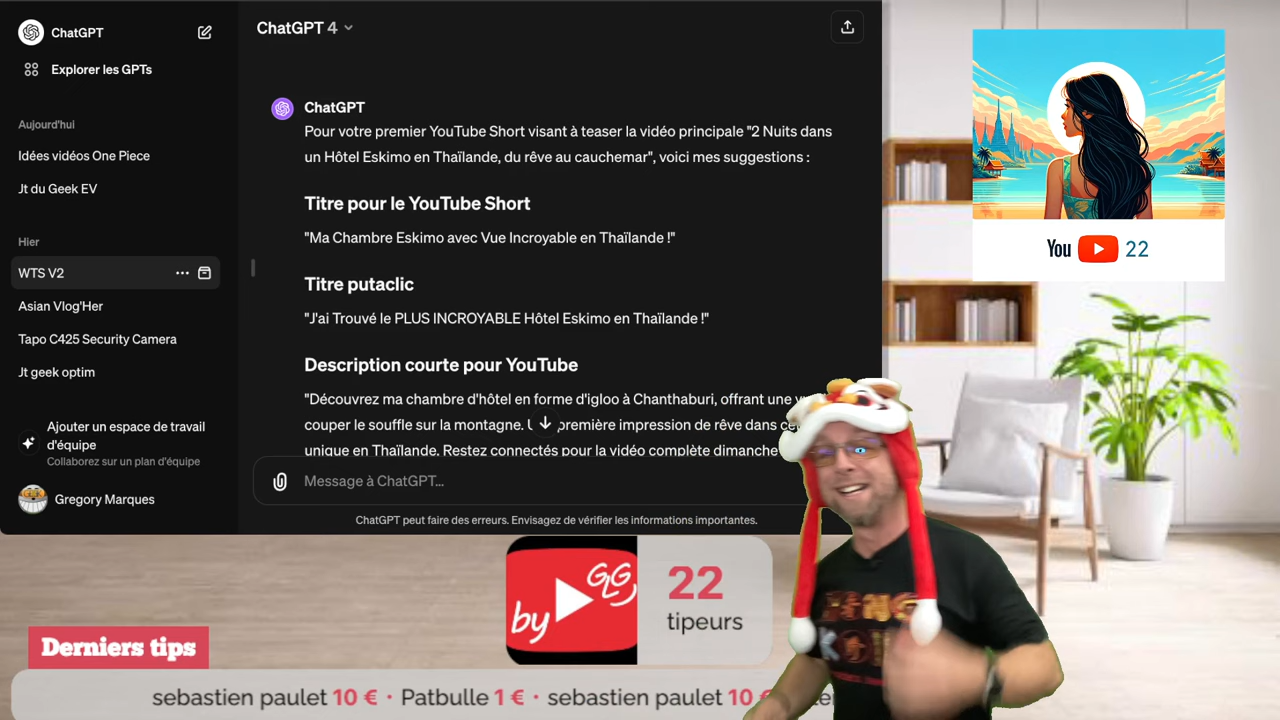 ChatGPT
Explorer les GPTs
Aujourd'hui
Idées vidéos One Piece
Jt du Geek EV
Hier
WTS V2
Asian Vlog'Her
Tapo C425 Security Camera
Jt geek optim
Ajouter un espace de travail
d'équipe
Collaborez sur un plan d'équipe
Gregory Marques
ChatGPT 4
ChatGPT
Pour votre premier YouTube Short visant à teaser la vidéo principale "2 Nuits dans
un Hôtel Eskimo en Thaïlande, du rêve au cauchemar", voici mes suggestions :
Titre pour le YouTube Short
"Ma Chambre Eskimo avec Vue Incroyable en Thaïlande !"
Titre putaclic
"J'ai Trouvé le PLUS INCROYABLE Hôtel Eskimo en Thaïlande !"
Description courte pour YouTube
"Découvrez ma chambre d'hôtel en forme d'igloo à Chanthaburi, offrant une
couper le souffle sur la montagne. première impression de rêve dans
unique en Thaïlande. Restez connectés pour la vidéo complète dimanche
Message à ChatGPT...
ChatGPT peut faire des erreurs. Envisagez de vérifier les informations importantes.
You 22
by GLG
22
tipeurs
Derniers tips
sebastien paulet 10 € · Patbulle 1 € · sebastien paulet 10